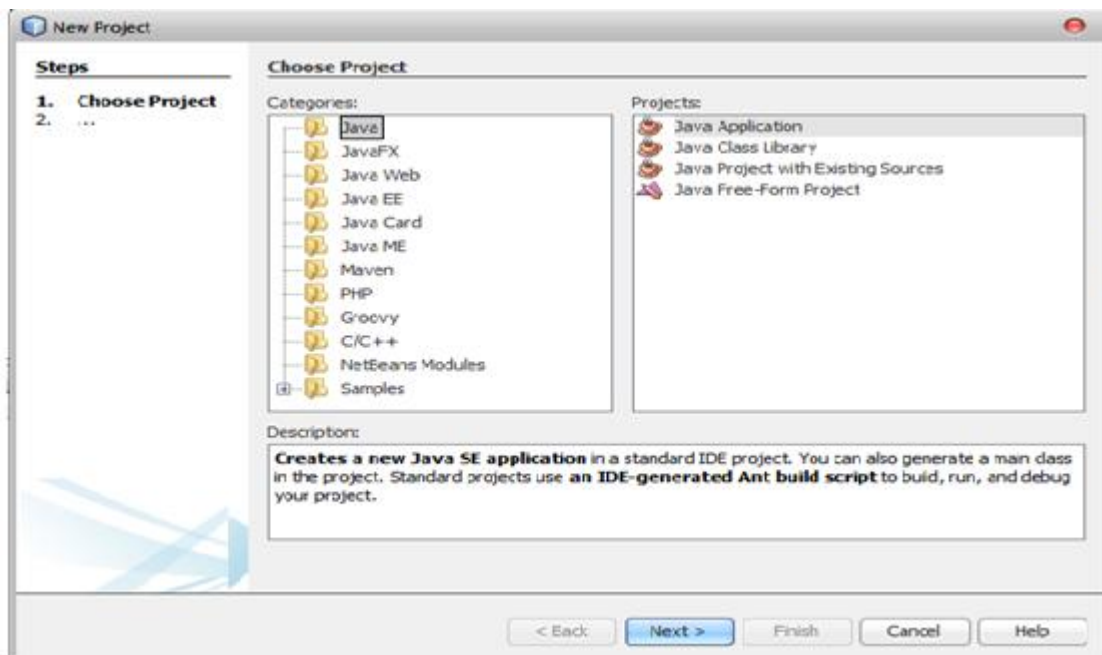 New Project
Steps
1. Choose Project
2. ...
Choose Project
Categories:
Java
JavaFX
Java Web
Java EE
Java Card
Java ME
Maven
PHP
Groovy
C/C++
NetBeans Modules
Samples
Projects:
Java Application
Java Class Library
Java Project with Existing Sources
Java Free-Form Project
Description:
Creates a new Java SE application in a standard IDE project. You can also generate a main class
in the project. Standard projects use an IDE-generated Ant build script to build, run, and debug
your project.
< Back
Next >
Finish
Cancel
Help